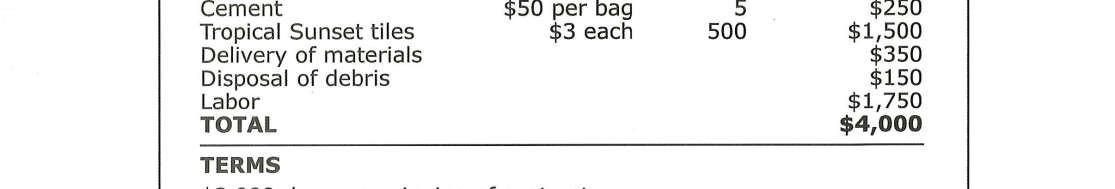 Cement $50 per bag 5 $250
Tropical Sunset tiles $3 each 500 $1,500
Delivery of materials $350
Disposal of debris $150
Labor $1,750
TOTAL $4,000
TERMS